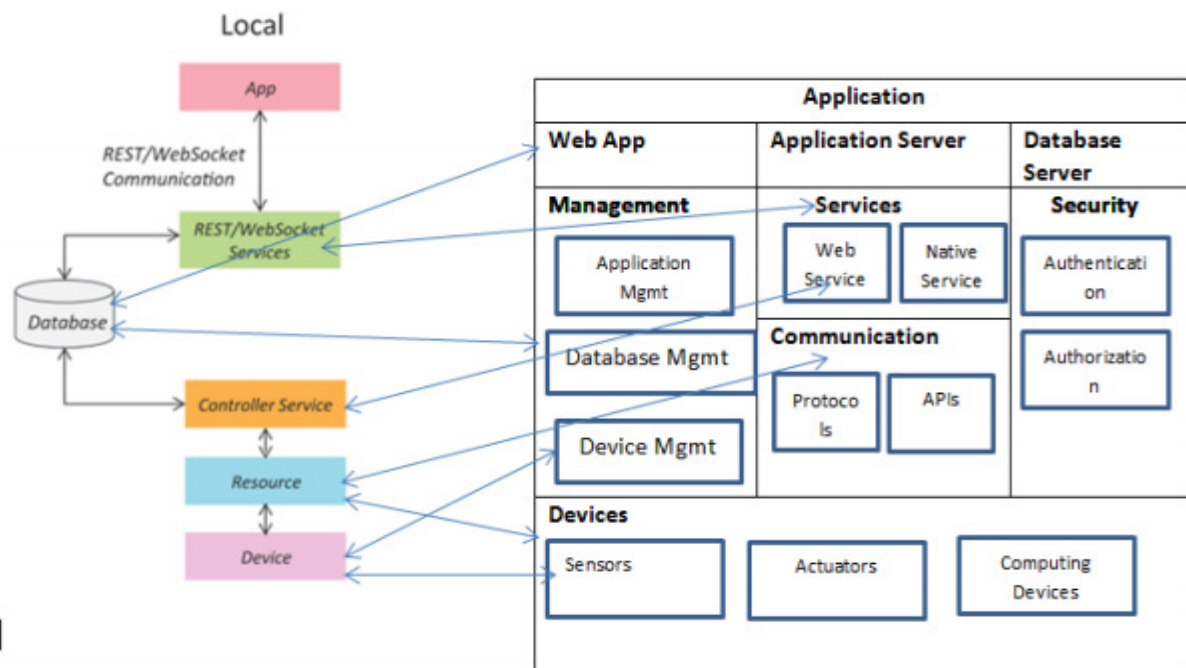 Local
App
REST/WebSocket
Communication
REST/WebSocket
Services
Database
Controller Service
Resource
Device
Application
Web App
Application Server
Database
Server
Management
Services
Security
Application
Mgmt
Web
Service
Native
Service
Authenticati
on
Database Mgmt
Communication
Authorizatio
n
Device Mgmt
Protoco
ls
APIs
Devices
Sensors
Actuators
Computing
Devices